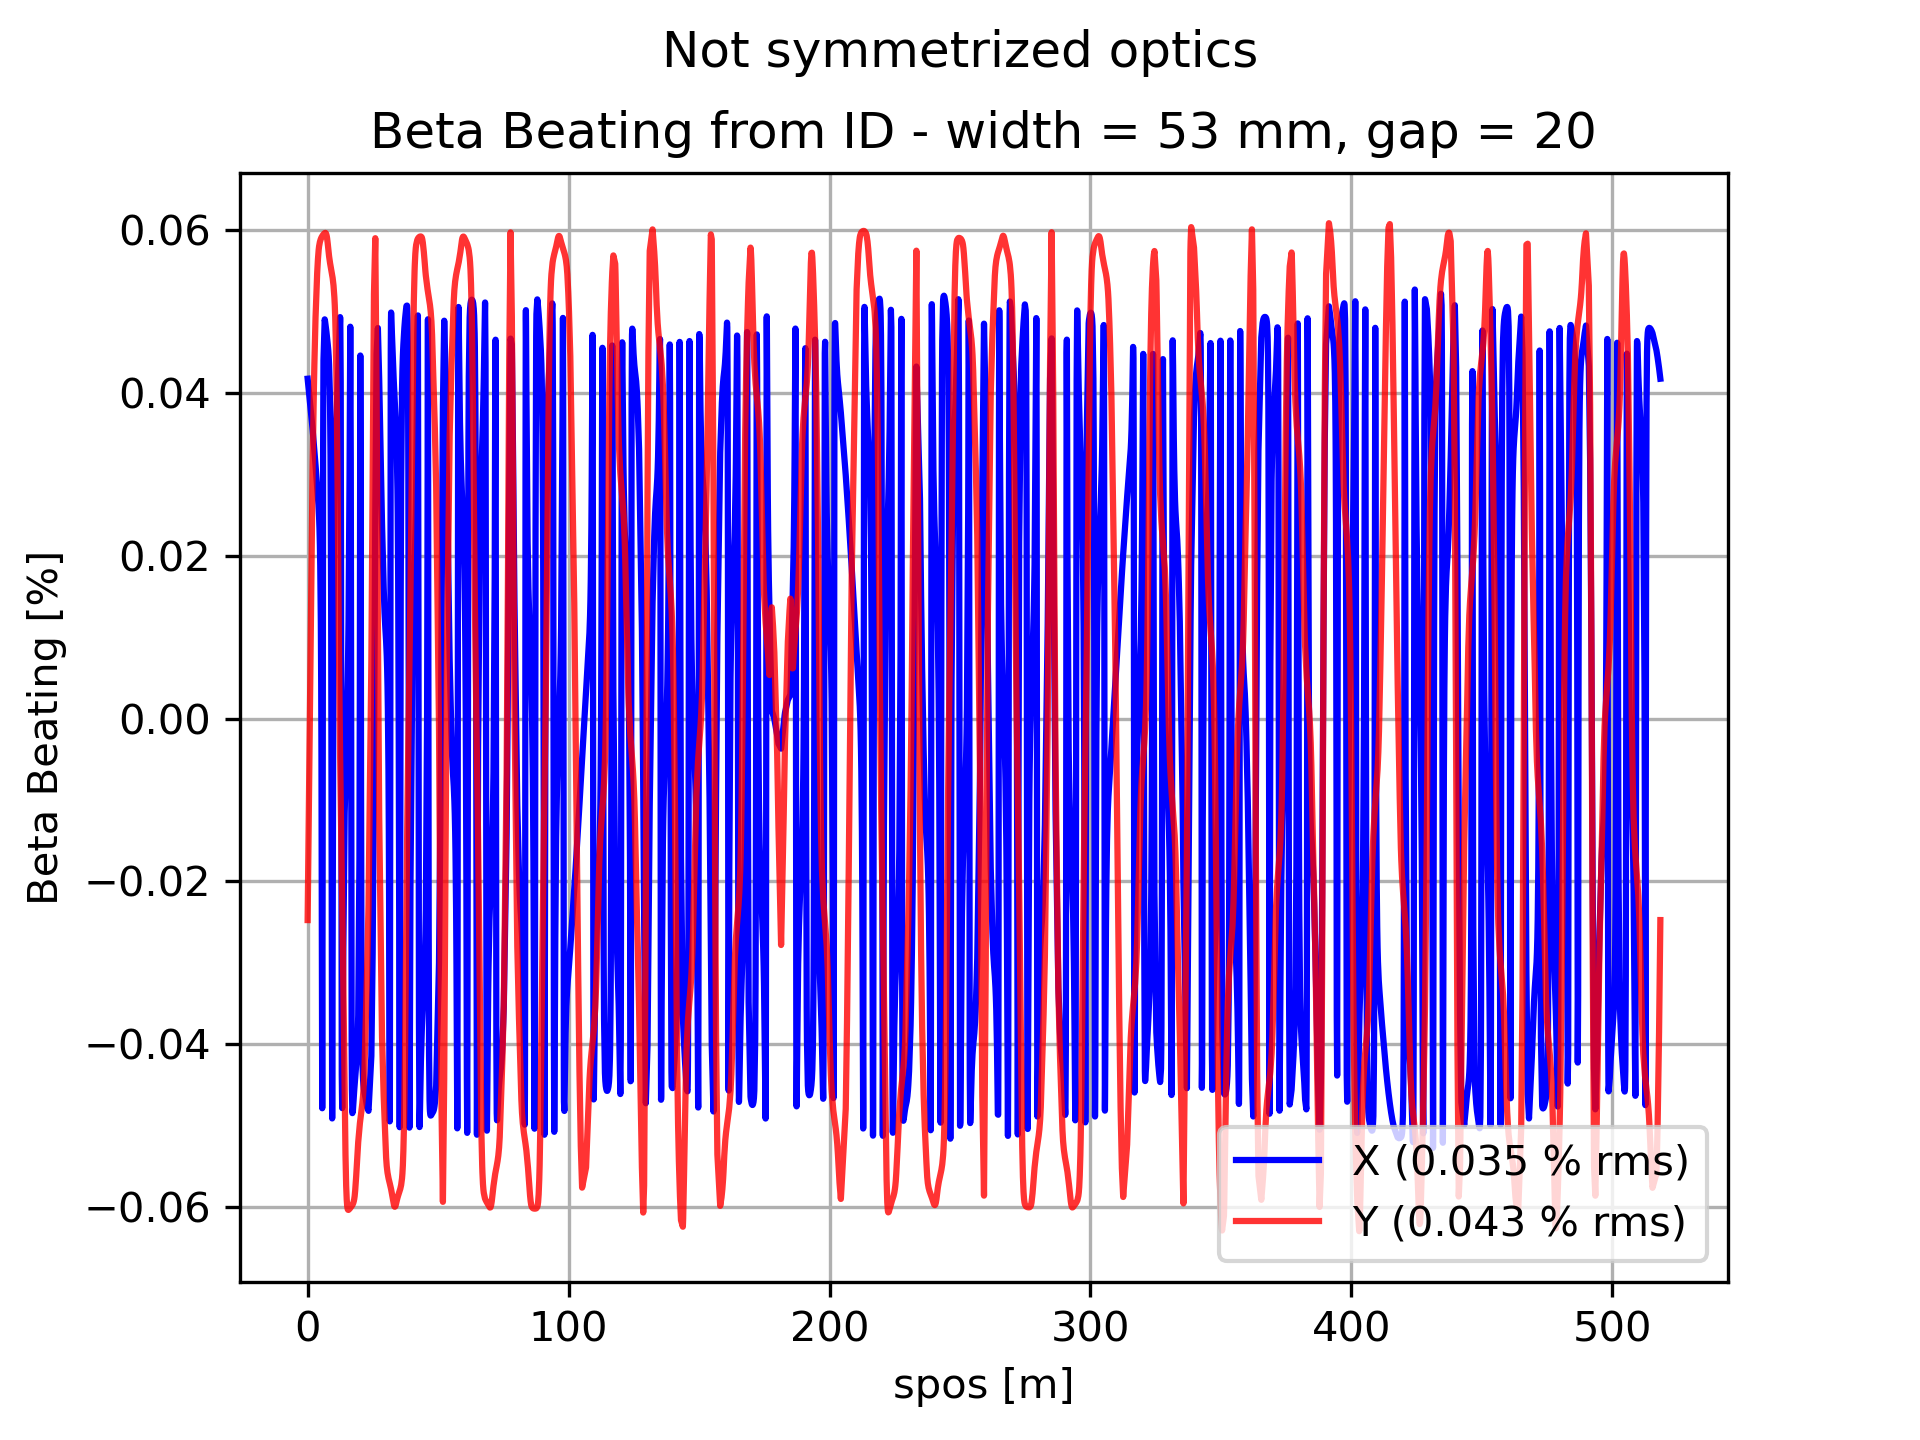 Not symmetrized optics
Beta Beating from ID - width = 53 mm, gap = 20
Beta Beating [%]
0.06
0.04
0.02
0.00
−0.02
−0.04
−0.06
X (0.035 % rms)
Y (0.043 % rms)
0 100 200 300 400 500
spos [m]